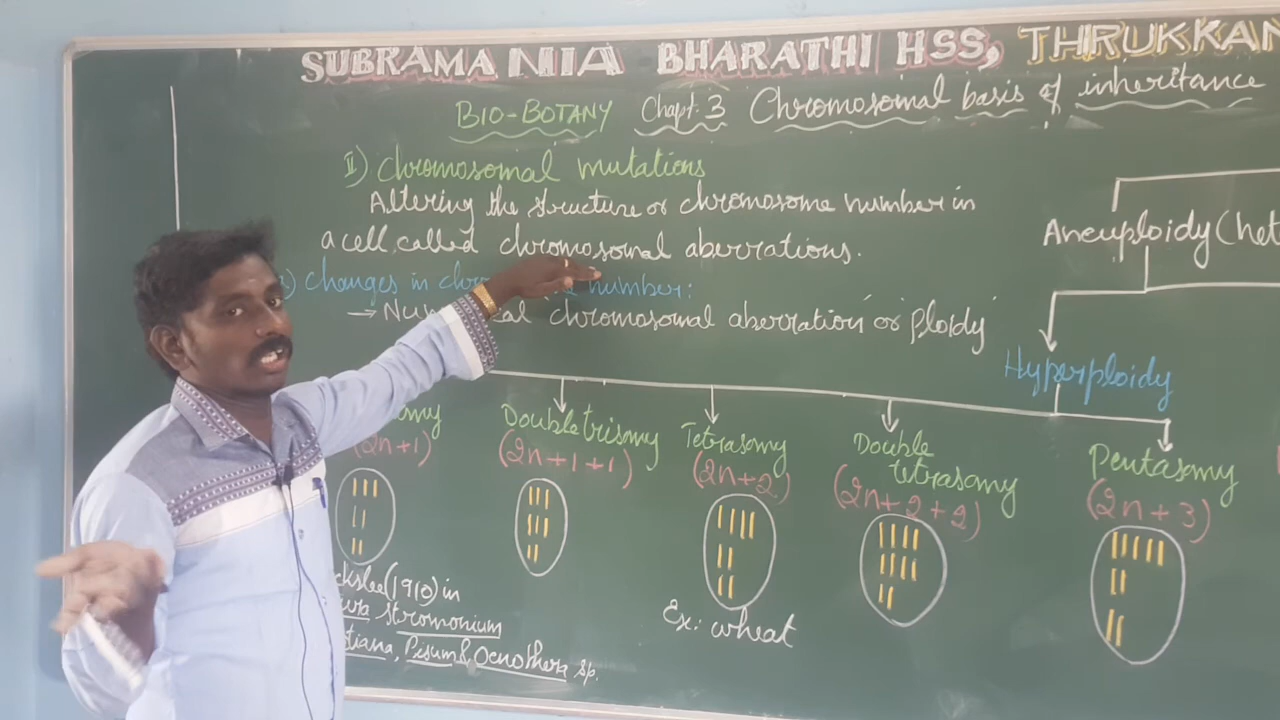 SUBRAMANIA BHARATHI HSS, THRUKKAN
BIO-BOTANY Chapt. 3 Chromosomal basis of inheritance
II) Chromosomal mutations
Altering the structure or chromosome number in
a cell, called chromosomal aberrations.
Changes in number:
→ chromosomal aberration or Ploidy
Aneuploidy (het
Hyperploidy
Double trisomy
Tetrasomy
Double tetrasomy
Pentasomy
(2n+1)
(2n+1+1)
(2n+2)
(2n+2+2)
(2n+3)
(1910) in
stromonium
Pisum & Oenothera sp.
Ex: wheat